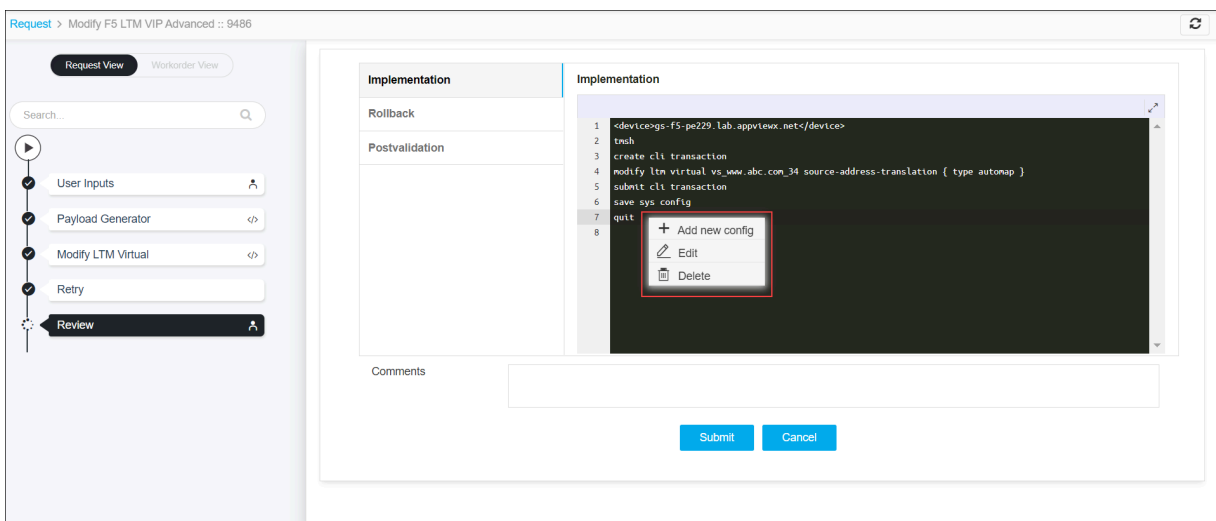 Request > Modify F5 LTM VIP Advanced :: 9486
Request View
Workorder View
Search...
User Inputs
Payload Generator
</>
Modify LTM Virtual
</>
Retry
Review
Implementation
Rollback
Postvalidation
Implementation
1 <device>gs-f5-pe229.lab.appviewx.net</device>
2 tmsh
3 create cli transaction
4 modify ltm virtual vs_www.abc.com_34 source-address-translation { type automap }
5 submit cli transaction
6 save sys config
7 quit
8
+ Add new config
Edit
Delete
Comments
Submit
Cancel